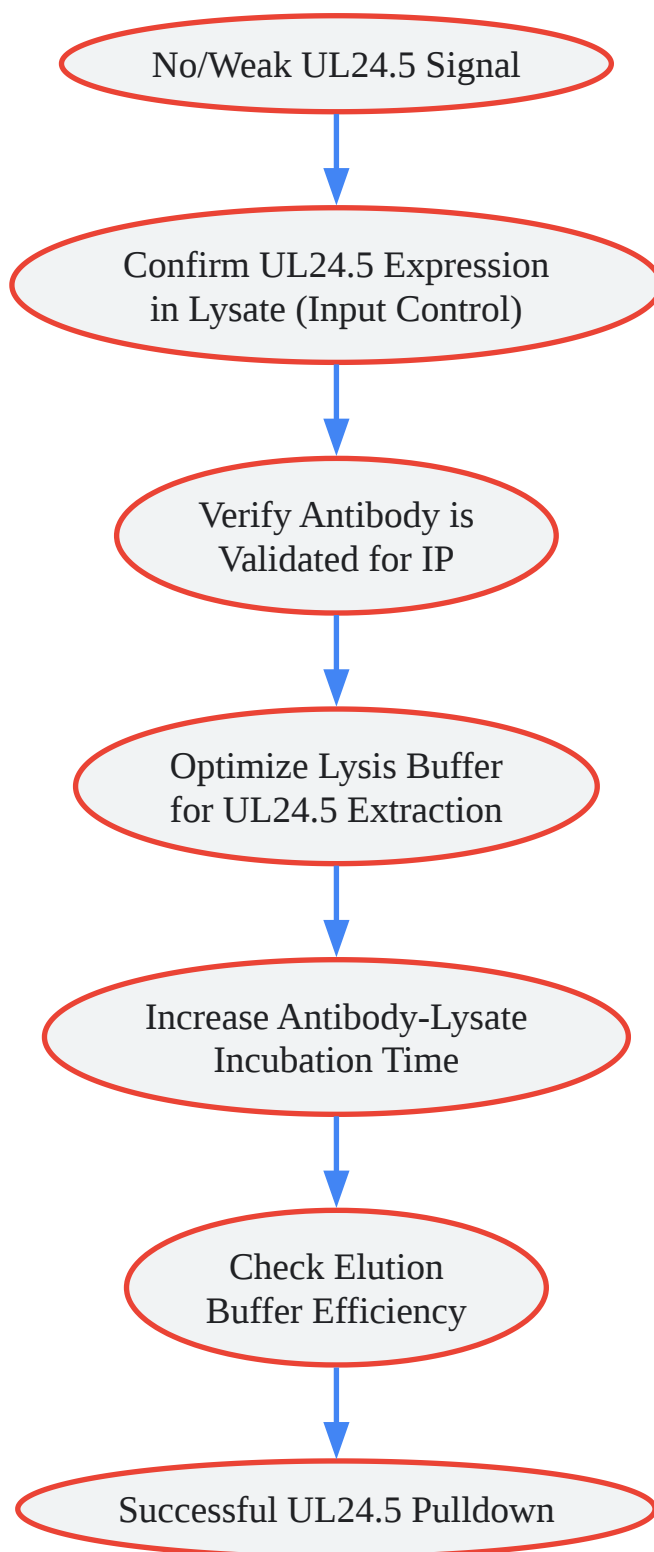 No/Weak UL24.5 Signal
Confirm UL24.5 Expression
in Lysate (Input Control)
Verify Antibody is
Validated for IP
Optimize Lysis Buffer
for UL24.5 Extraction
Increase Antibody-Lysate
Incubation Time
Check Elution
Buffer Efficiency
Successful UL24.5 Pulldown